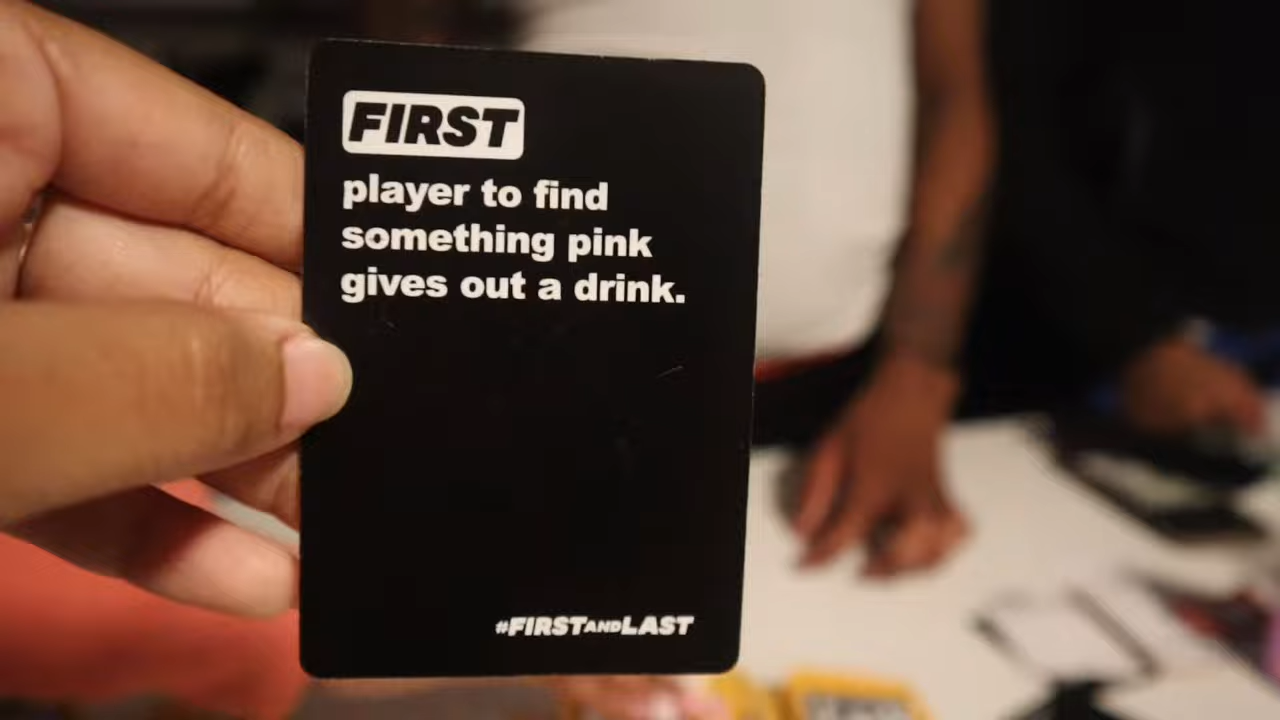 FIRST
player to find
something pink
gives out a drink.
#FIRSTANDLAST